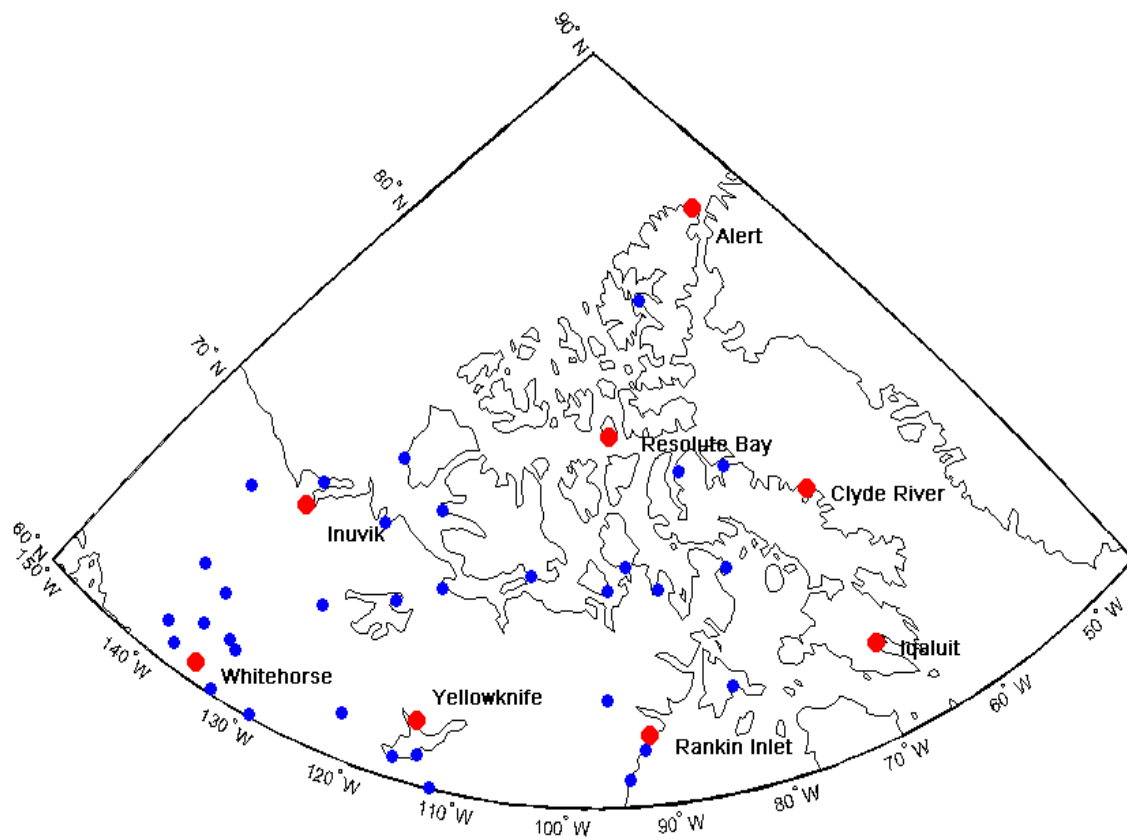 90° N
80° N
Alert
70° N
Resolute Bay
Clyde River
Inuvik
60° N
150° W
50° W
140° W
Whitehorse
Iqaluit
60° W
Yellowknife
130° W
Rankin Inlet
70° W
120° W
80° W
110° W
100° W
90° W